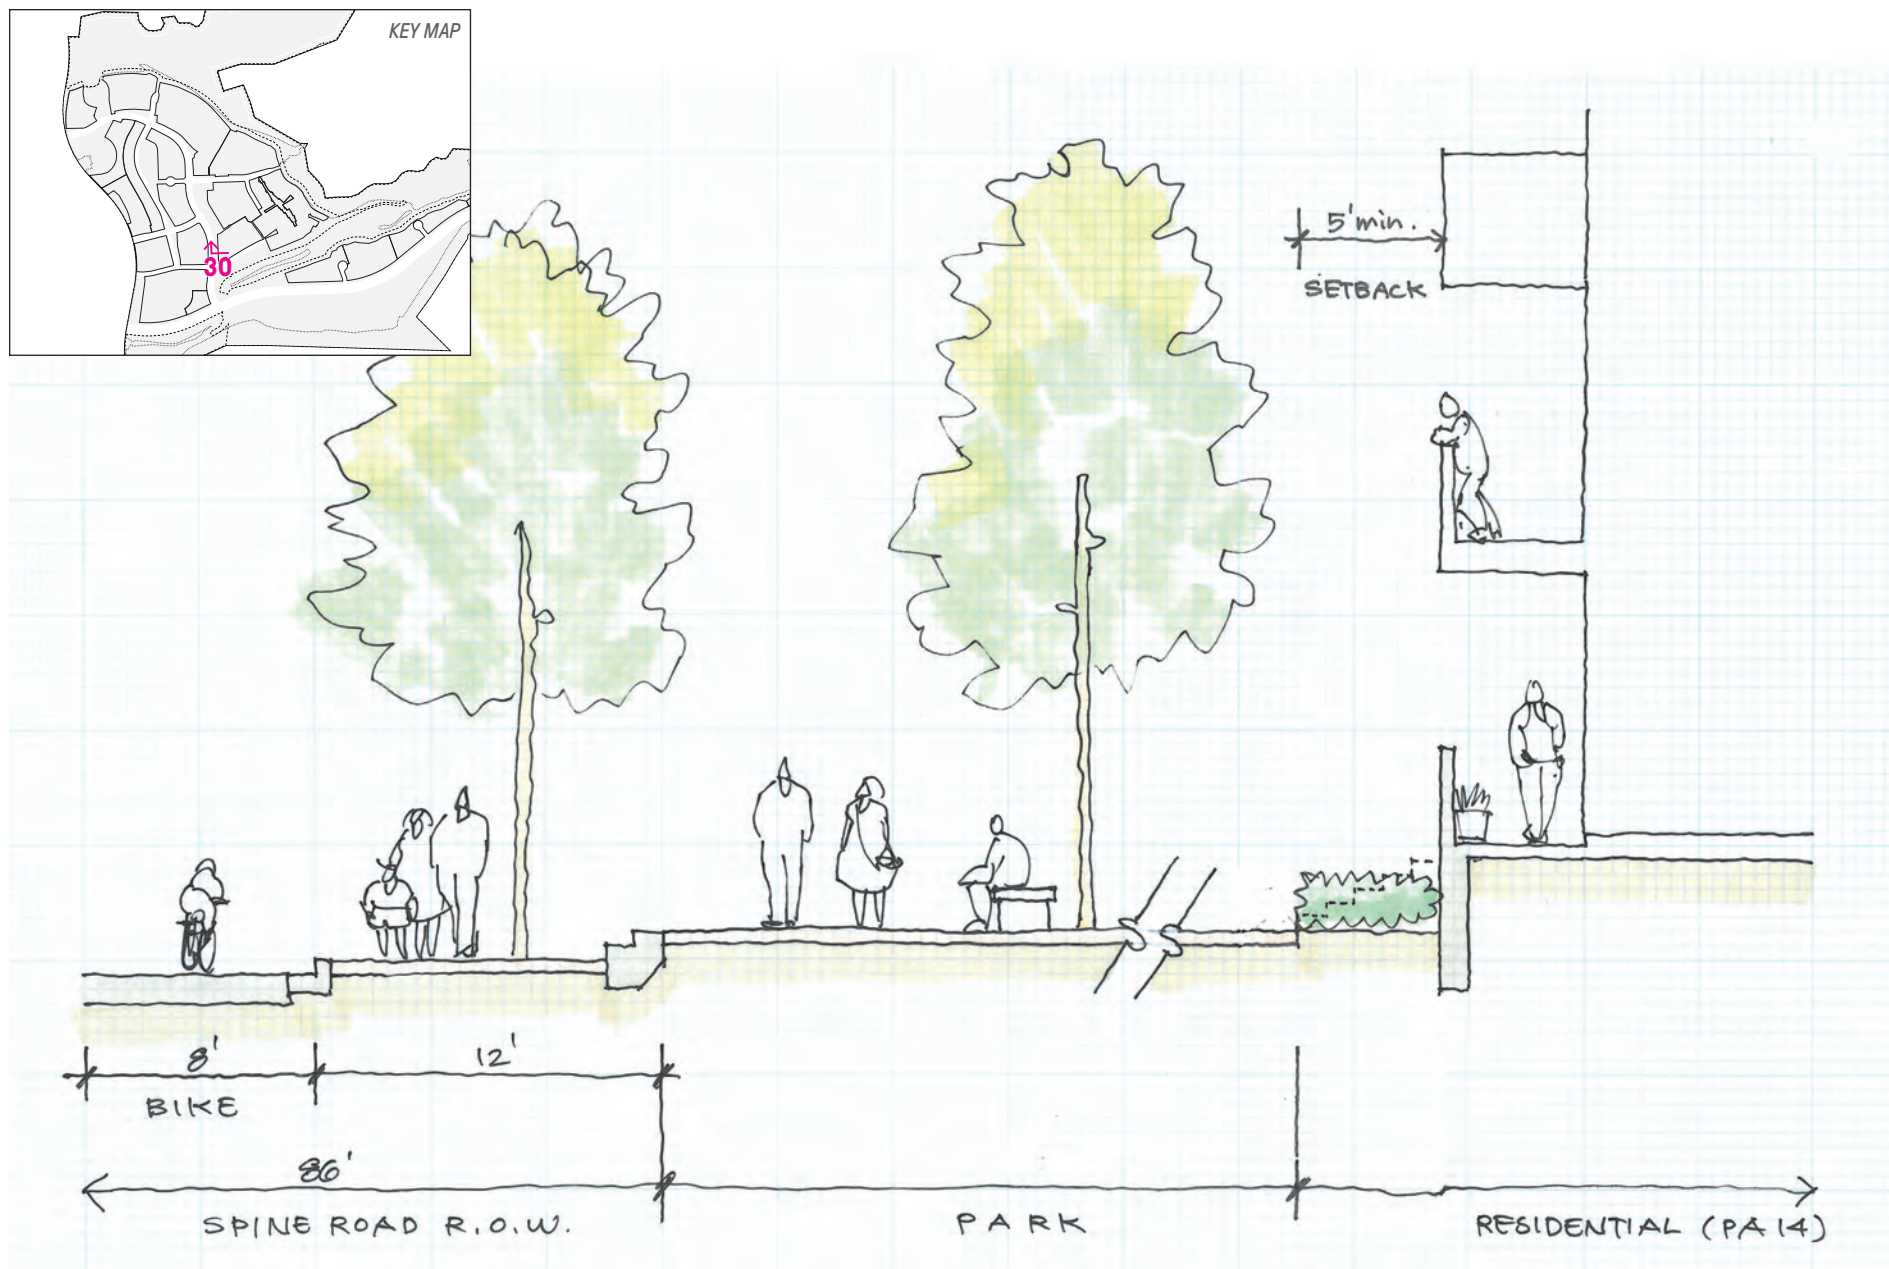 KEY MAP
30
5' min.
SETBACK
8'
12'
BIKE
86'
SPINE ROAD R.O.W.
PARK
RESIDENTIAL (PA 14)